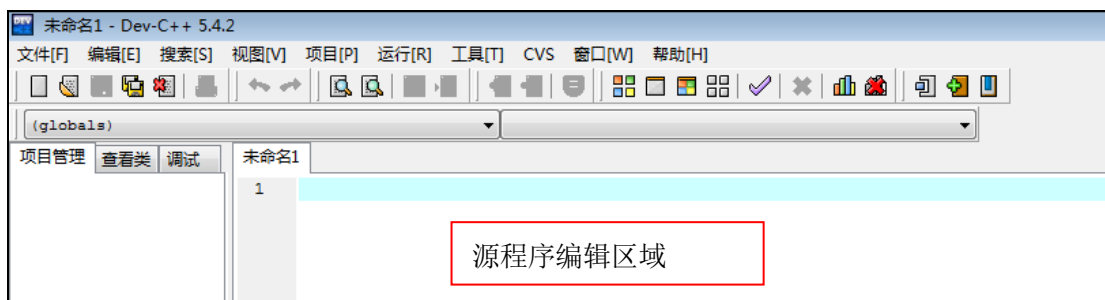 未命名1 - Dev-C++ 5.4.2
文件[F] 编辑[E] 搜索[S] 视图[V] 项目[P] 运行[R] 工具[T] CVS 窗口[W] 帮助[H]
(globals)
项目管理 查看类 调试 未命名1
1
源程序编辑区域